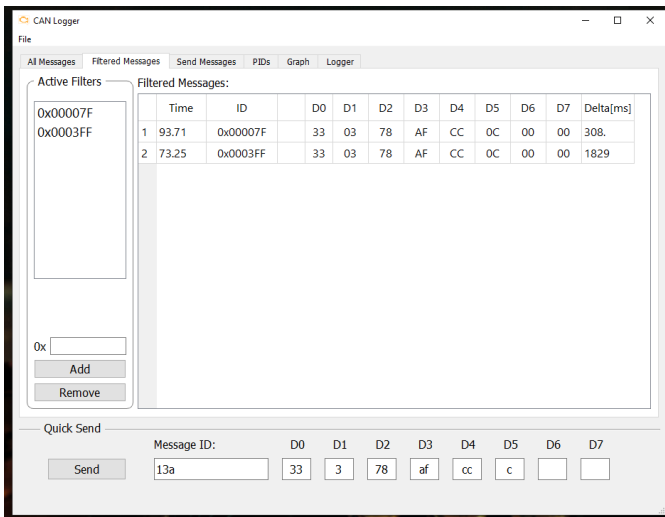 CAN Logger
File
All Messages Filtered Messages Send Messages PIDs Graph Logger
Active Filters
0x00007F
0x0003FF
0x
Add
Remove
Filtered Messages:
Time ID D0 D1 D2 D3 D4 D5 D6 D7 Delta[ms]
1 93.71 0x00007F 33 03 78 AF CC 0C 00 00 308.
2 73.25 0x0003FF 33 03 78 AF CC 0C 00 00 1829
Quick Send
Message ID: D0 D1 D2 D3 D4 D5 D6 D7
Send 13a 33 3 78 af cc c